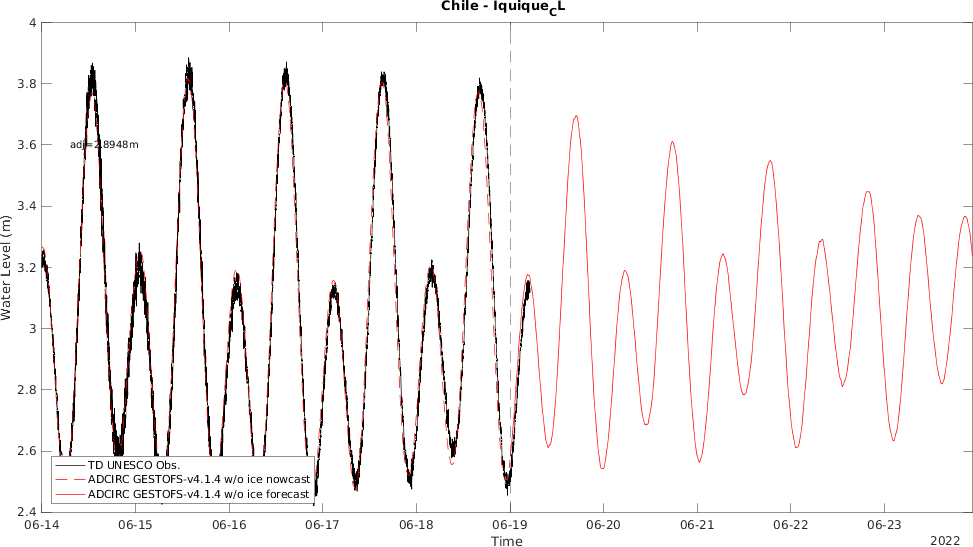 Chile - Iquique_CL
4
3.8
3.6
3.4
3.2
3
2.8
2.6
2.4
Water Level (m)
adj=2.8948m
TD UNESCO Obs.
ADCIRC GESTOFS-v4.1.4 w/o ice nowcast
ADCIRC GESTOFS-v4.1.4 w/o ice forecast
06-14 06-15 06-16 06-17 06-18 06-19 06-20 06-21 06-22 06-23
Time
2022